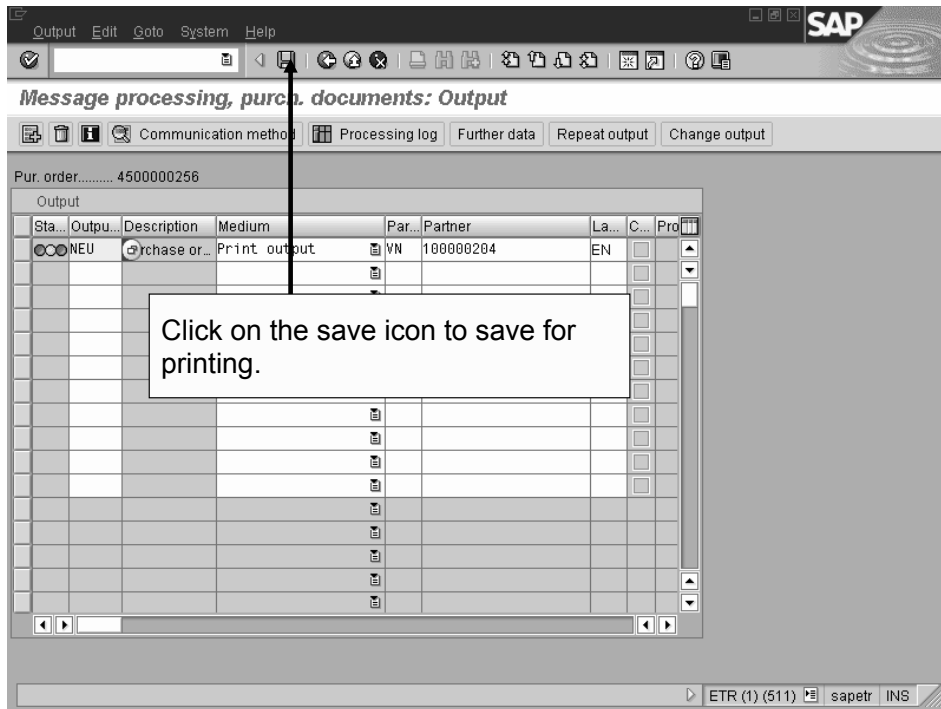 Output Edit Goto System Help
SAP
Message processing, purch. documents: Output
Communication method Processing log Further data Repeat output Change output
Pur. order.......... 4500000256
Output
Sta... Outpu... Description Medium Par... Partner La... C... Pro
NEU rchase or... Print output VN 100000204 EN
Click on the save icon to save for
printing.
ETR (1) (511) sapetr INS